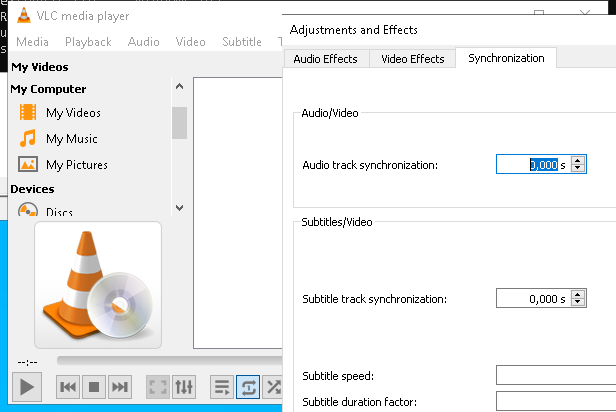 VLC media player
Media Playback Audio Video Subtitle
Adjustments and Effects
Audio Effects Video Effects Synchronization
My Videos
My Computer
My Videos
My Music
My Pictures
Devices
Discs
--:--
Audio/Video
Audio track synchronization: 0,000 s
Subtitles/Video
Subtitle track synchronization: 0,000 s
Subtitle speed:
Subtitle duration factor: